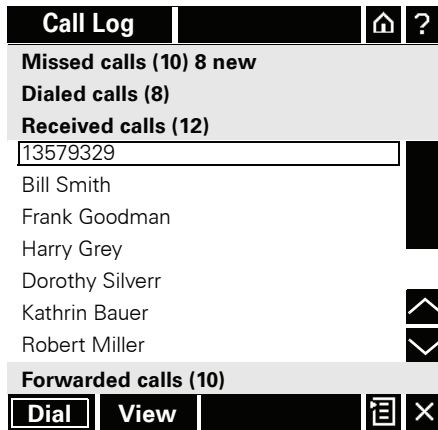 Call Log ?
Missed calls (10) 8 new
Dialed calls (8)
Received calls (12)
13579329
Bill Smith
Frank Goodman
Harry Grey
Dorothy Silverr
Kathrin Bauer
Robert Miller
Forwarded calls (10)
Dial View